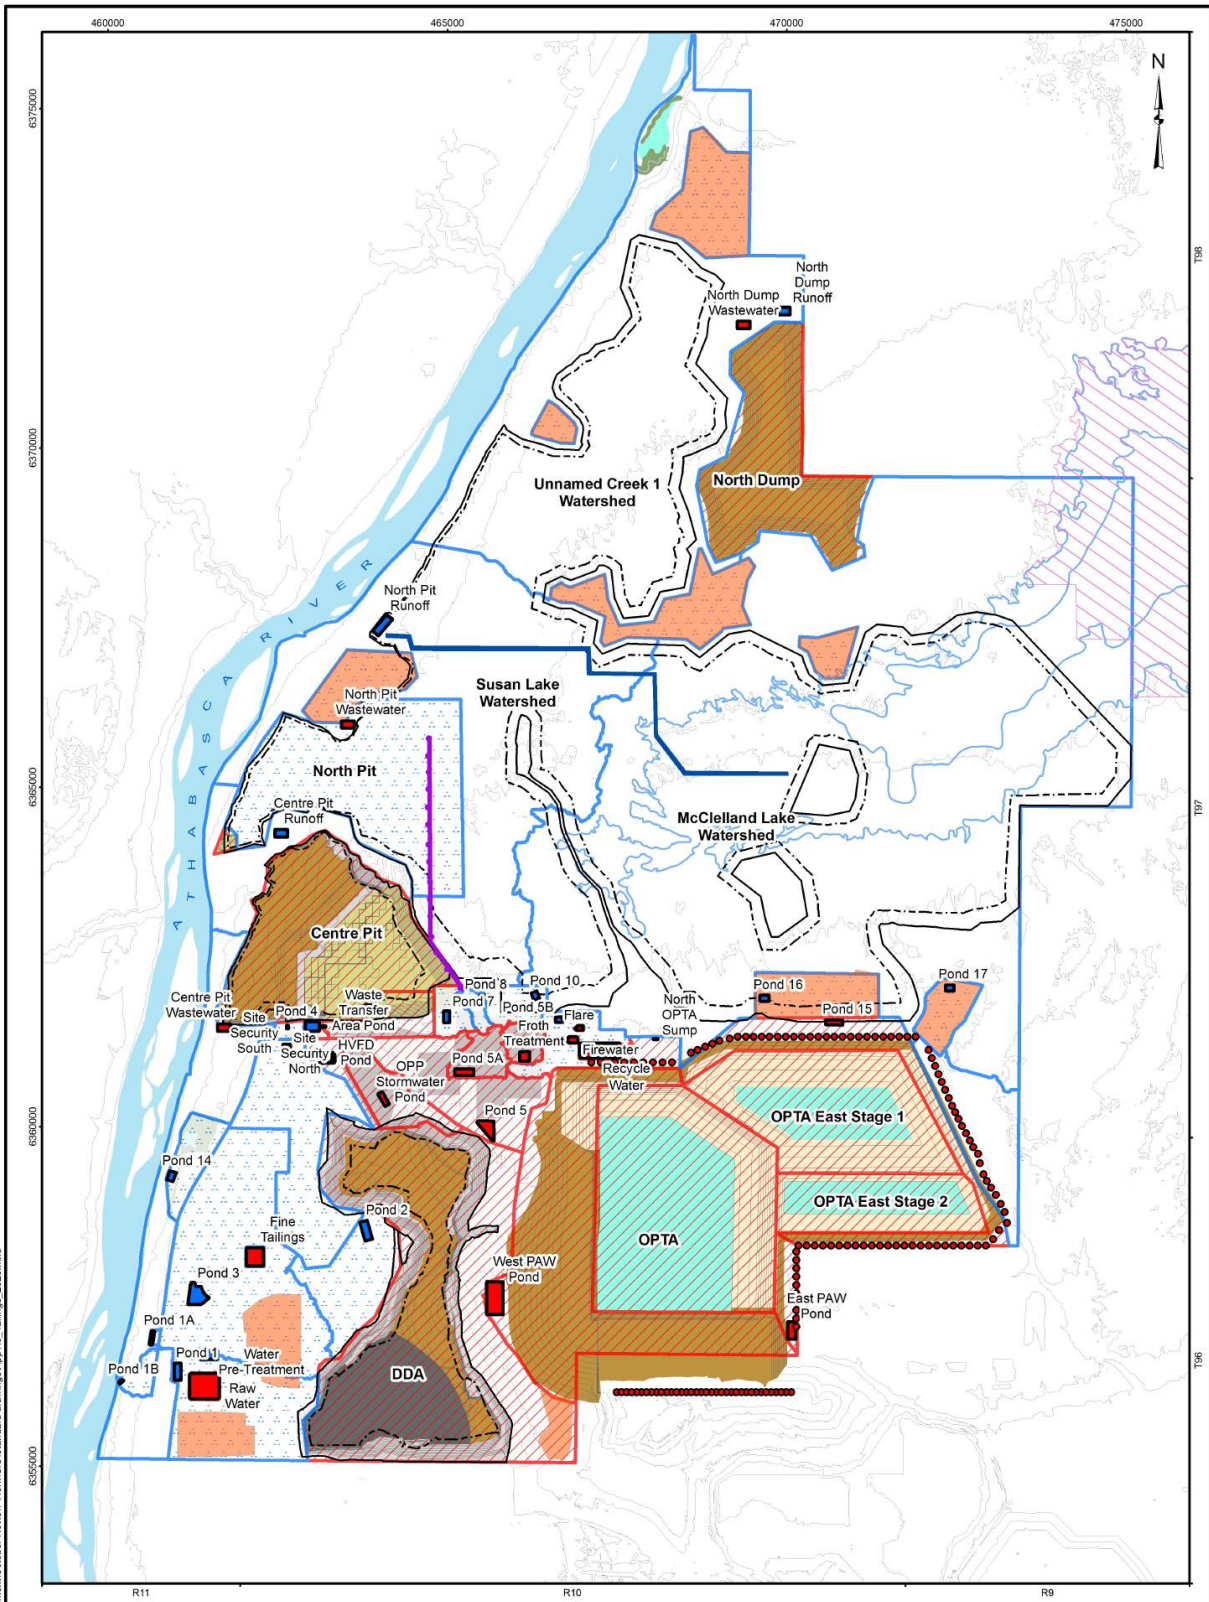 460000
465000
470000
475000
N
6375000
6370000
6365000
6360000
6355000
T98
T97
T96
R11
R10
R9
ATHABASCA RIVER
North
Dump
Runoff
North Dump
Wastewater
Unnamed Creek 1
Watershed
North Dump
North Pit
Runoff
Susan Lake
Watershed
North Pit
Wastewater
North Pit
Centre Pit
Runoff
McClelland Lake
Watershed
Centre Pit
Centre Pit
Wastewater
Site
Security
South
Pond 4
Waste
Transfer
Area Pond
Site
Security
North
HVFD
Pond
Pond 8
Pond 7
Pond 10
Pond 5B
Flare
Froth
Treatment
Firewater
Recycle
Water
North
OPTA
Sump
Pond 16
Pond 15
Pond 17
OPP
Stormwater
Pond
Pond 5A
Pond 5
OPTA East Stage 1
OPTA East Stage 2
OPTA
Pond 14
Pond 2
Fine
Tailings
Pond 3
West PAW
Pond
East PAW
Pond
Pond 1A
Pond 1B
Pond 1
Water
Pre-Treatment
Raw
Water
DDA